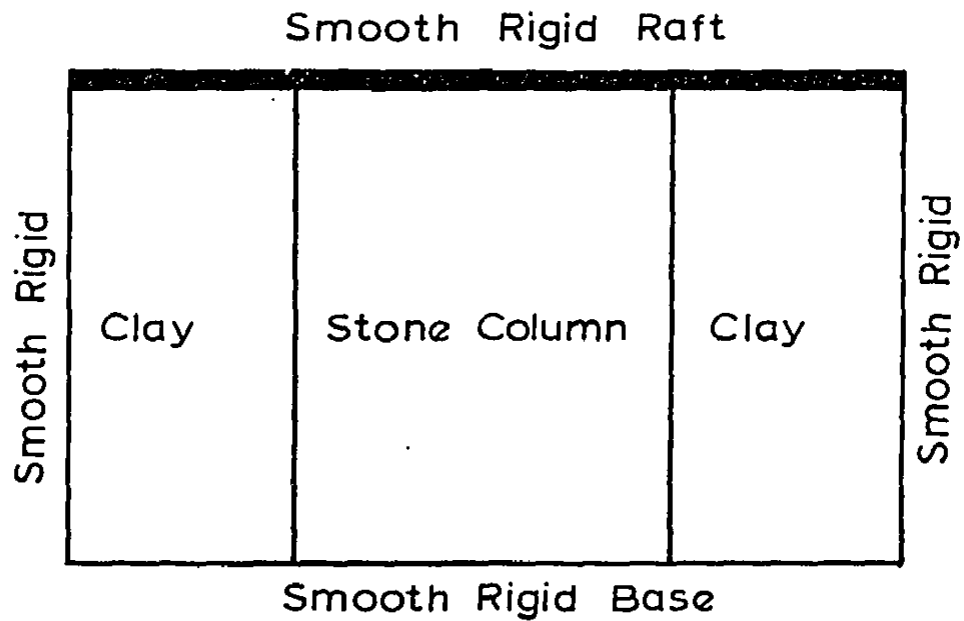 Smooth Rigid Raft
Smooth Rigid
Clay
Stone Column
Clay
Smooth Rigid
Smooth Rigid Base